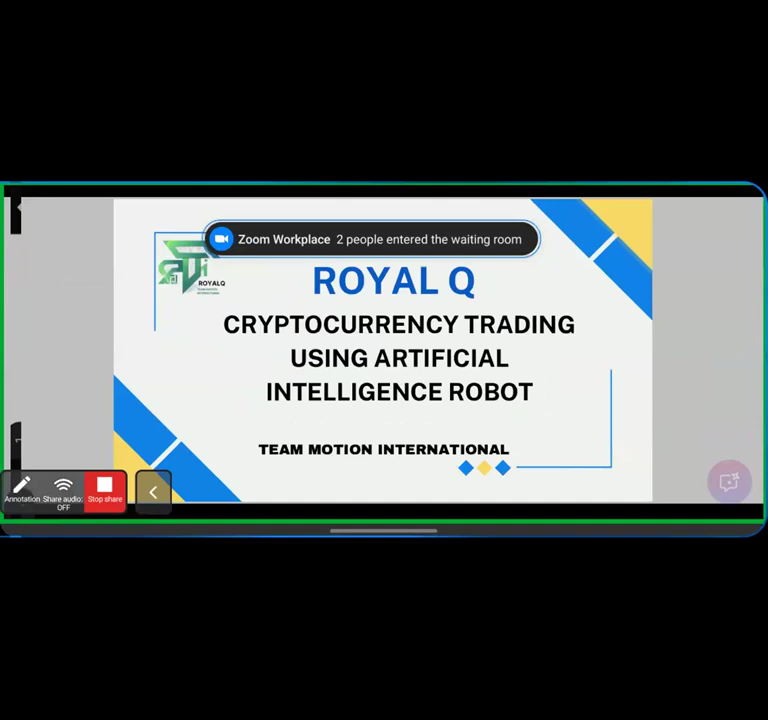 Zoom Workplace 2 people entered the waiting room
ROYALQ
ROYAL Q
CRYPTOCURRENCY TRADING
USING ARTIFICIAL
INTELLIGENCE ROBOT
TEAM MOTION INTERNATIONAL
Annotation Share audio: OFF Stop share